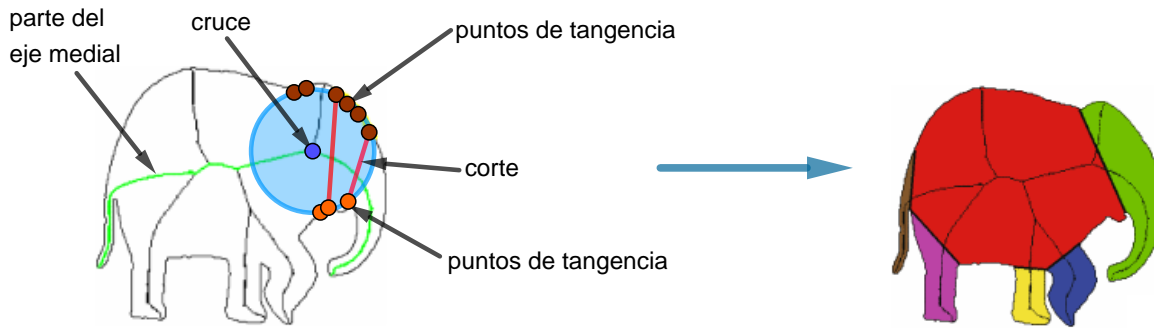 parte del
eje medial
cruce
puntos de tangencia
corte
puntos de tangencia